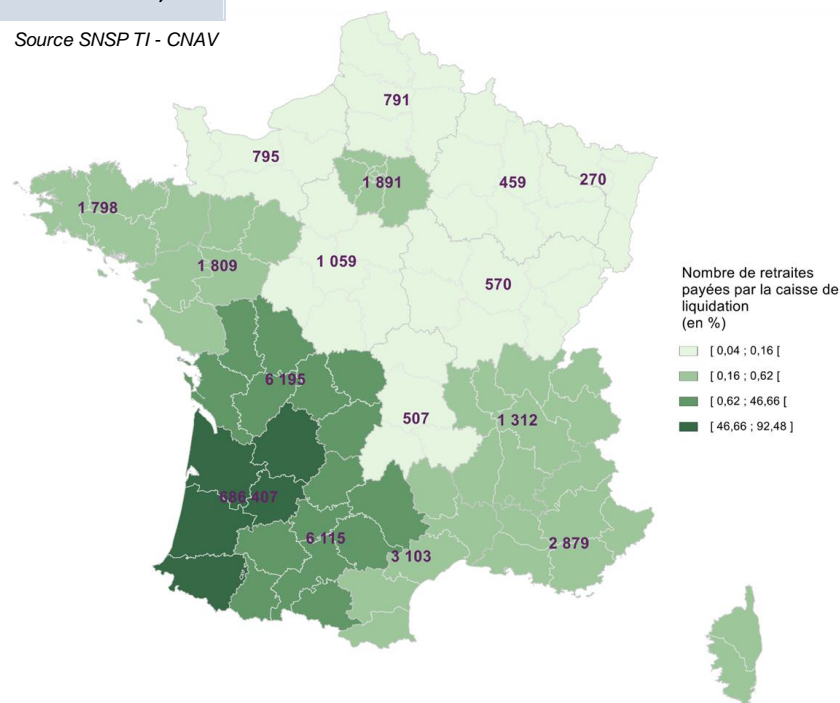 Source SNSP TI - CNAV
791
795
1 891
459
270
1 798
1 809
1 059
570
6 195
507
1 312
686 407
6 115
3 103
2 879
Nombre de retraites
payées par la caisse de
liquidation
(en %)
[ 0,04 ; 0,16 [
[ 0,16 ; 0,62 [
[ 0,62 ; 46,66 [
[ 46,66 ; 92,48 ]